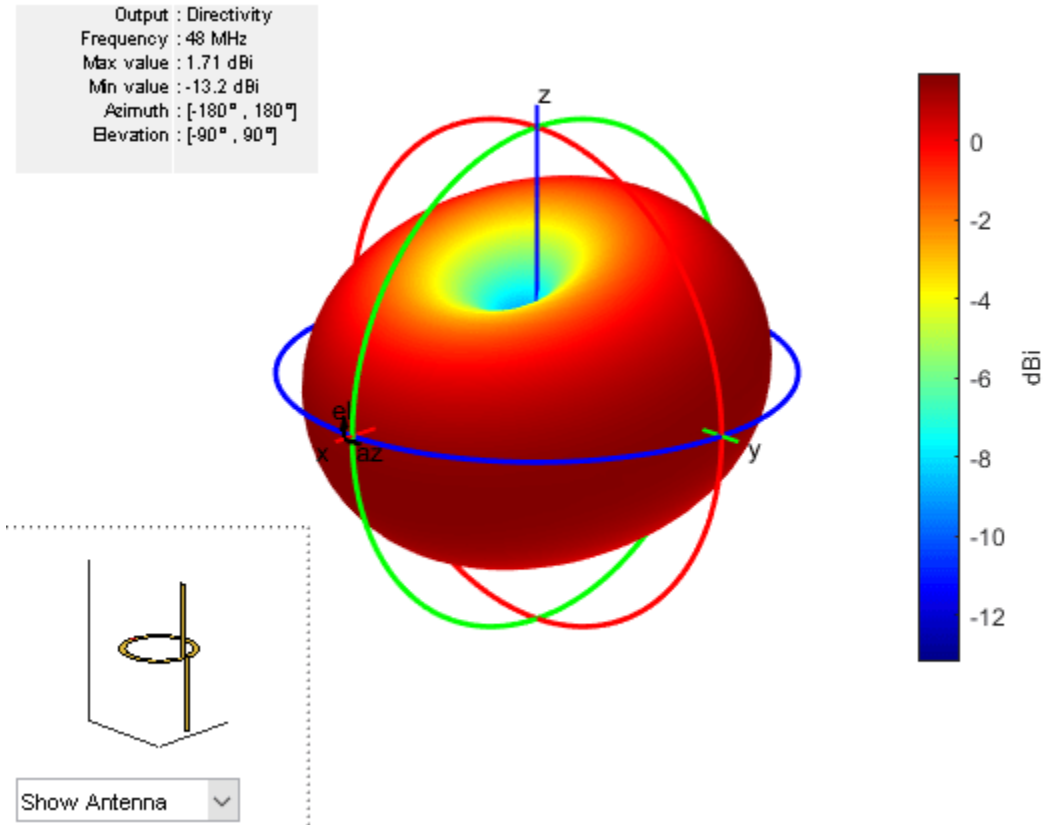 Output : Directivity
Frequency : 48 MHz
Max value : 1.71 dBi
Min value : -13.2 dBi
Azimuth : [-180° , 180°]
Elevation : [-90° , 90°]
z
0
-2
-4
-6
-8
-10
-12
dBi
el
x
az
y
Show Antenna